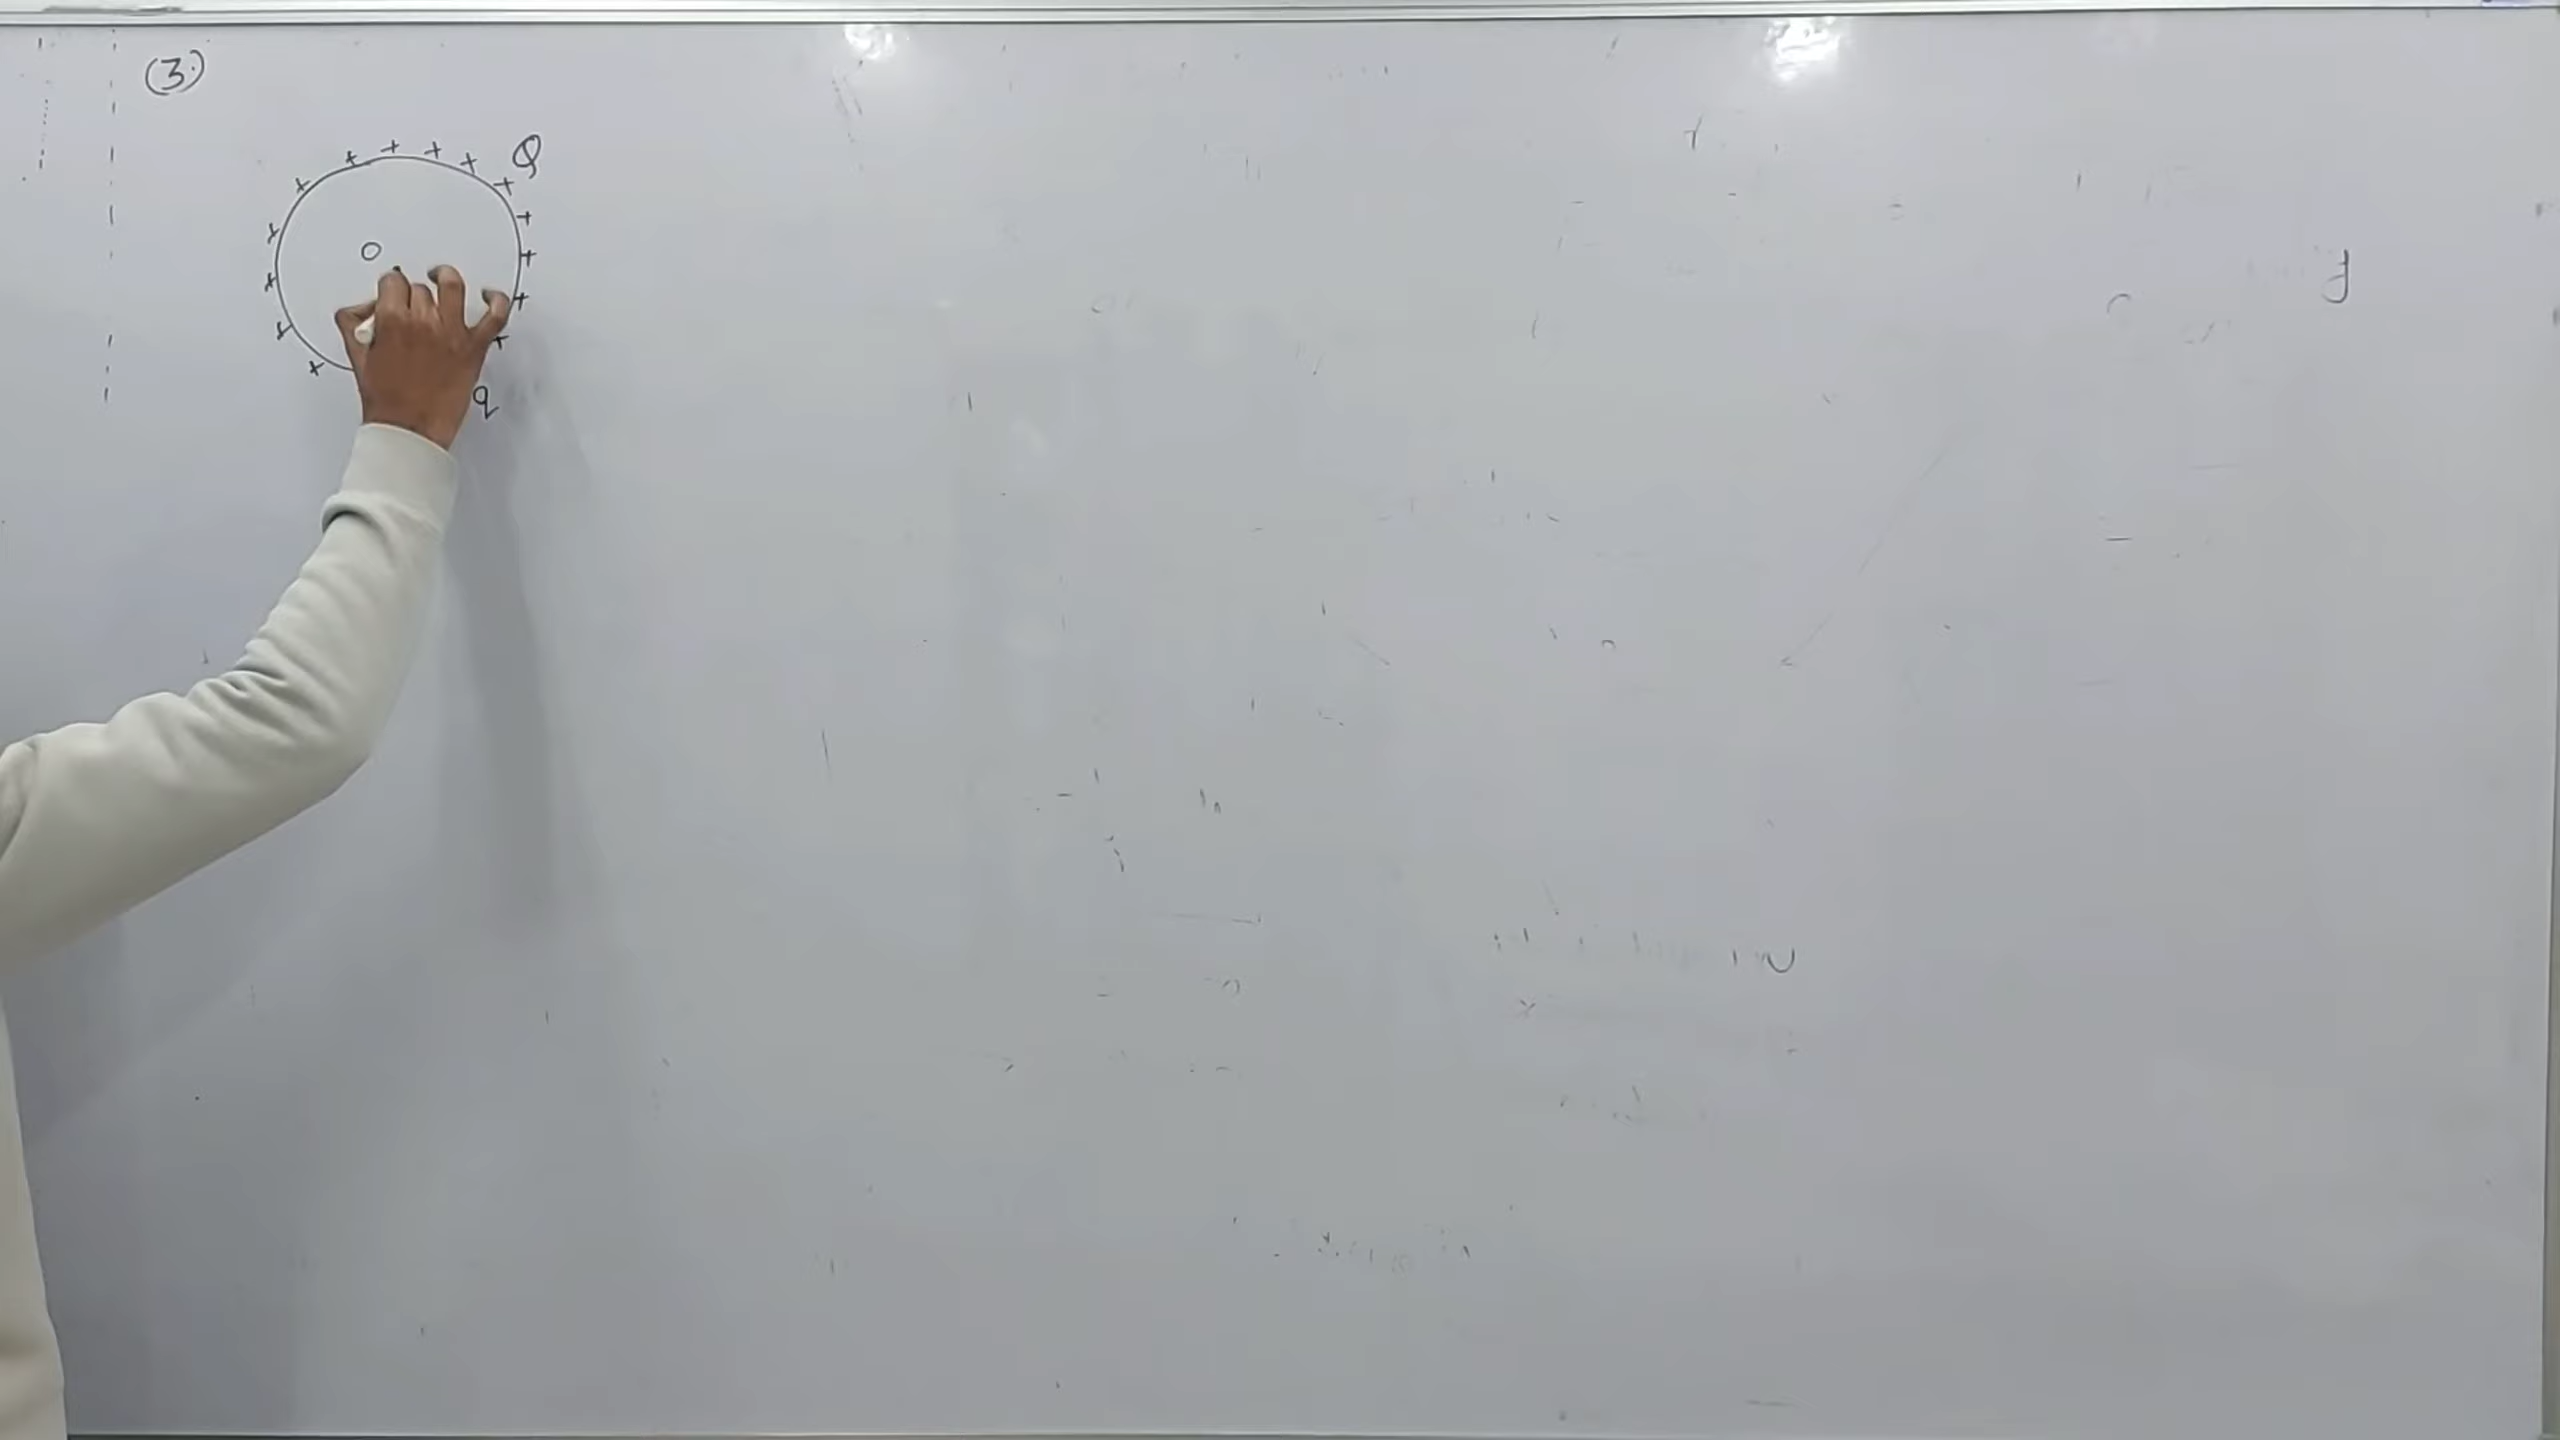 (3.)
+ + + + + Q
+ +
+ +
O
+ +
+ +
+ +
q